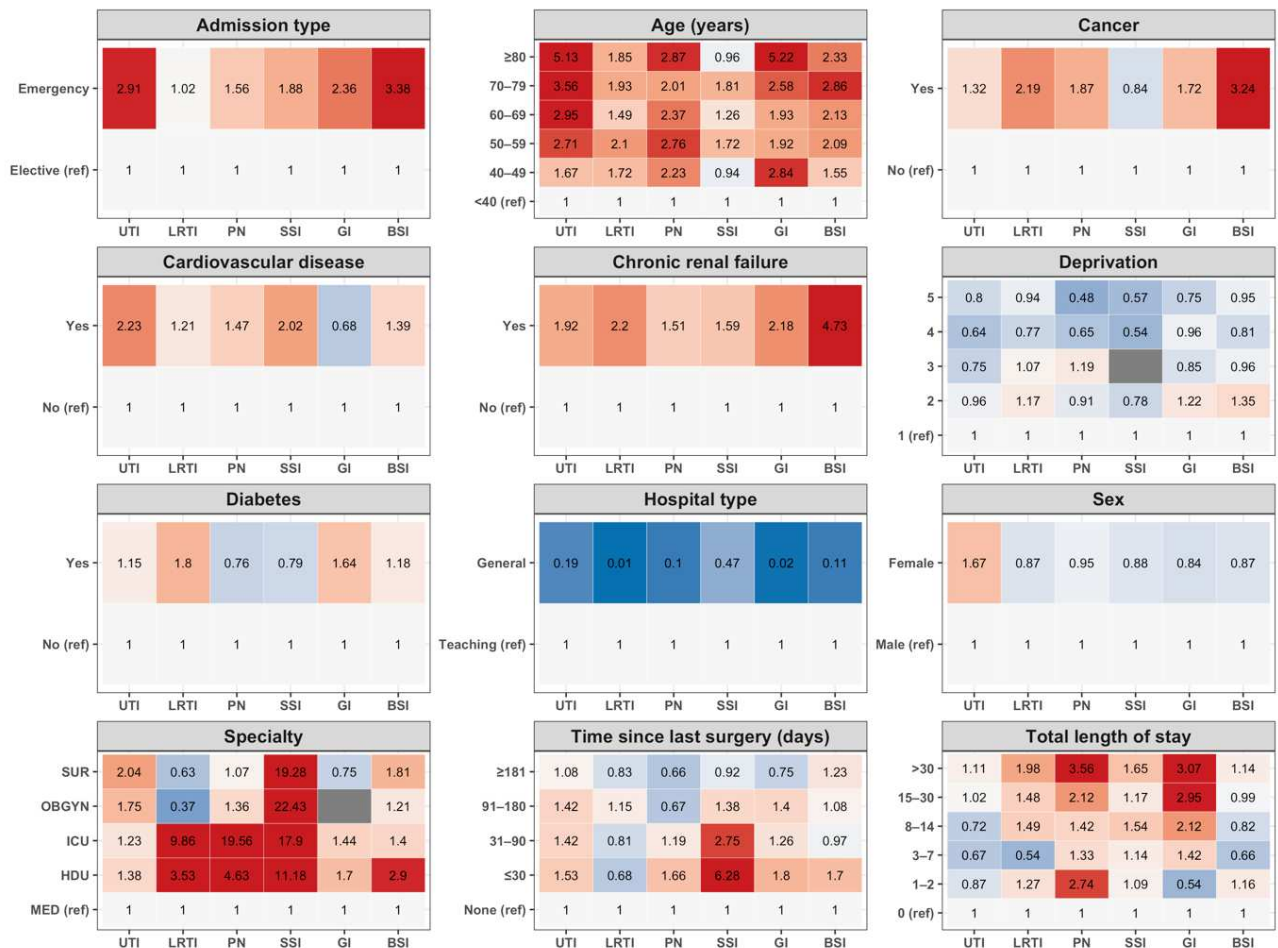 Admission type
Emergency 2.91 1.02 1.56 1.88 2.36 3.38
Elective (ref) 1 1 1 1 1 1
UTI LRTI PN SSI GI BSI
Age (years)
≥80 5.13 1.85 2.87 0.96 5.22 2.33
70–79 3.56 1.93 2.01 1.81 2.58 2.86
60–69 2.95 1.49 2.37 1.26 1.93 2.13
50–59 2.71 2.1 2.76 1.72 1.92 2.09
40–49 1.67 1.72 2.23 0.94 2.84 1.55
<40 (ref) 1 1 1 1 1 1
UTI LRTI PN SSI GI BSI
Cancer
Yes 1.32 2.19 1.87 0.84 1.72 3.24
No (ref) 1 1 1 1 1 1
UTI LRTI PN SSI GI BSI
Cardiovascular disease
Yes 2.23 1.21 1.47 2.02 0.68 1.39
No (ref) 1 1 1 1 1 1
UTI LRTI PN SSI GI BSI
Chronic renal failure
Yes 1.92 2.2 1.51 1.59 2.18 4.73
No (ref) 1 1 1 1 1 1
UTI LRTI PN SSI GI BSI
Deprivation
5 0.8 0.94 0.48 0.57 0.75 0.95
4 0.64 0.77 0.65 0.54 0.96 0.81
3 0.75 1.07 1.19 0.85 0.96
2 0.96 1.17 0.91 0.78 1.22 1.35
1 (ref) 1 1 1 1 1 1
UTI LRTI PN SSI GI BSI
Diabetes
Yes 1.15 1.8 0.76 0.79 1.64 1.18
No (ref) 1 1 1 1 1 1
UTI LRTI PN SSI GI BSI
Hospital type
General 0.19 0.01 0.1 0.47 0.02 0.11
Teaching (ref) 1 1 1 1 1 1
UTI LRTI PN SSI GI BSI
Sex
Female 1.67 0.87 0.95 0.88 0.84 0.87
Male (ref) 1 1 1 1 1 1
UTI LRTI PN SSI GI BSI
Specialty
SUR 2.04 0.63 1.07 19.28 0.75 1.81
OBGYN 1.75 0.37 1.36 22.43 1.21
ICU 1.23 9.86 19.56 17.9 1.44 1.4
HDU 1.38 3.53 4.63 11.18 1.7 2.9
MED (ref) 1 1 1 1 1 1
UTI LRTI PN SSI GI BSI
Time since last surgery (days)
≥181 1.08 0.83 0.66 0.92 0.75 1.23
91–180 1.42 1.15 0.67 1.38 1.4 1.08
31–90 1.42 0.81 1.19 2.75 1.26 0.97
≤30 1.53 0.68 1.66 6.28 1.8 1.7
None (ref) 1 1 1 1 1 1
UTI LRTI PN SSI GI BSI
Total length of stay
>30 1.11 1.98 3.56 1.65 3.07 1.14
15–30 1.02 1.48 2.12 1.17 2.95 0.99
8–14 0.72 1.49 1.42 1.54 2.12 0.82
3–7 0.67 0.54 1.33 1.14 1.42 0.66
1–2 0.87 1.27 2.74 1.09 0.54 1.16
0 (ref) 1 1 1 1 1 1
UTI LRTI PN SSI GI BSI